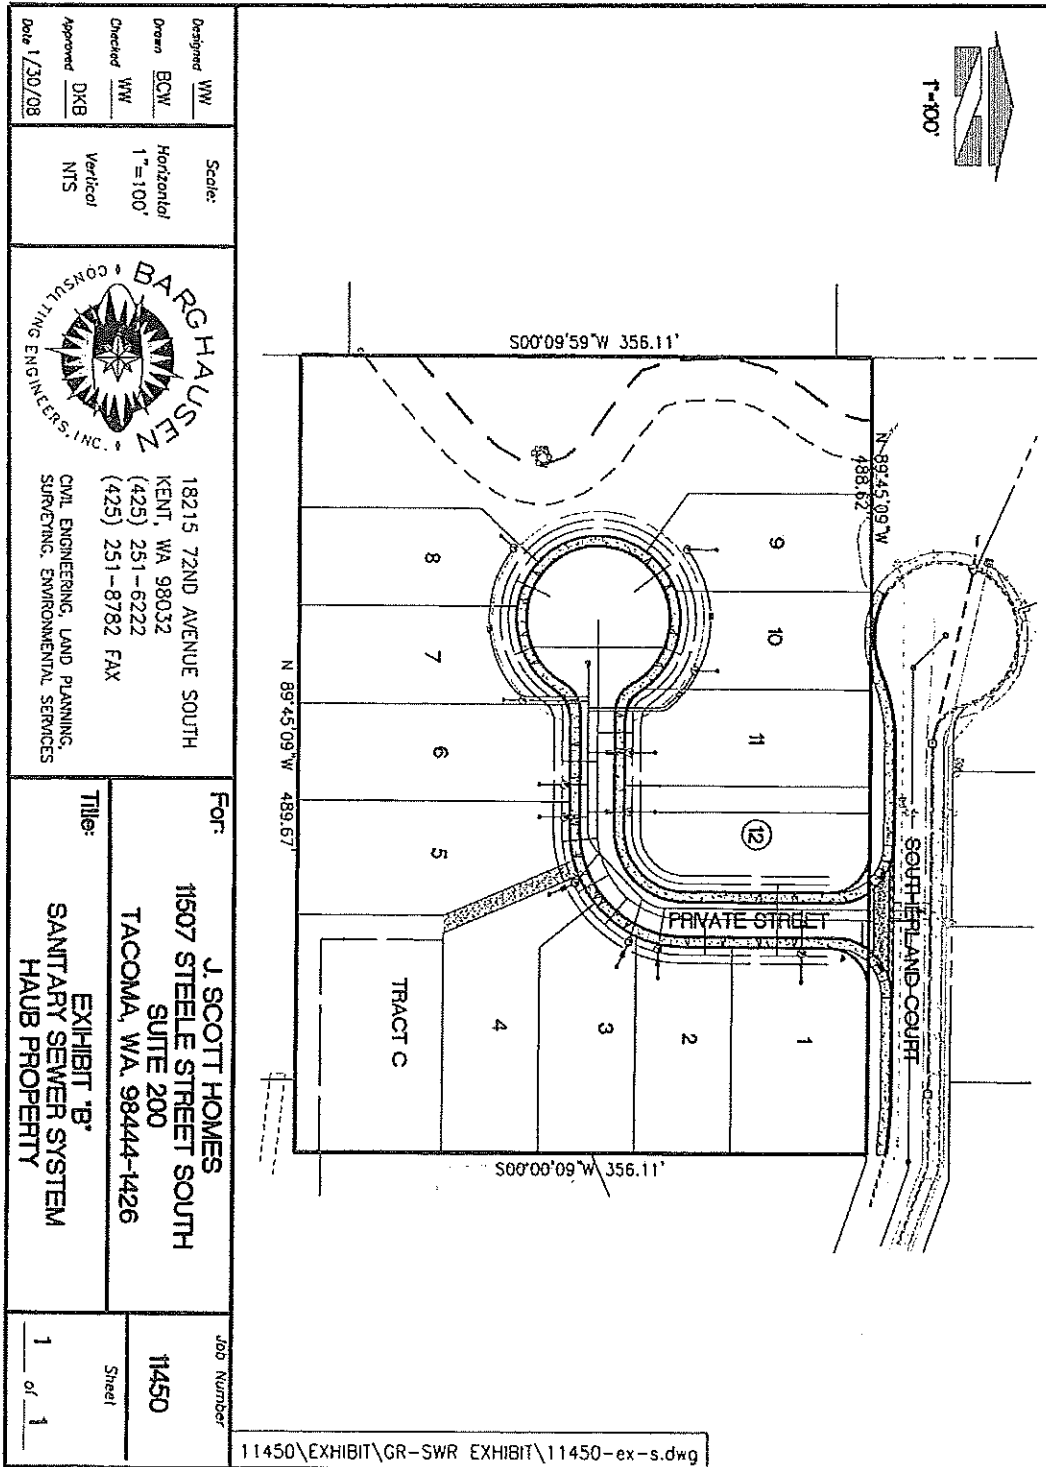 1"=100'
S00°09'59"W 356.11'
N 89°45'09"W
488.62'
9
8
10
7
11
6
12
5
N 89°45'09"W 489.67'
SOUTHERLAND COURT
PRIVATE STREET
1
2
3
4
TRACT C
S00°00'09"W 356.11'
Designed WW
Drawn BCW
Checked WW
Approved DKB
Date 1/30/08
Scale:
Horizontal
1"=100'
Vertical
NTS
BARGHAUSEN
CONSULTING ENGINEERS, INC.
18215 72ND AVENUE SOUTH
KENT, WA 98032
(425) 251-6222
(425) 251-8782 FAX
CIVIL ENGINEERING, LAND PLANNING,
SURVEYING, ENVIRONMENTAL SERVICES
For:
J. SCOTT HOMES
11507 STEELE STREET SOUTH
SUITE 200
TACOMA, WA. 98444-1426
Title:
EXIHIBIT "B"
SANITARY SEWER SYSTEM
HAUB PROPERTY
Job Number
11450
Sheet
1 of 1
11450\EXHIBIT\GR-SWR EXHIBIT\11450-ex-s.dwg